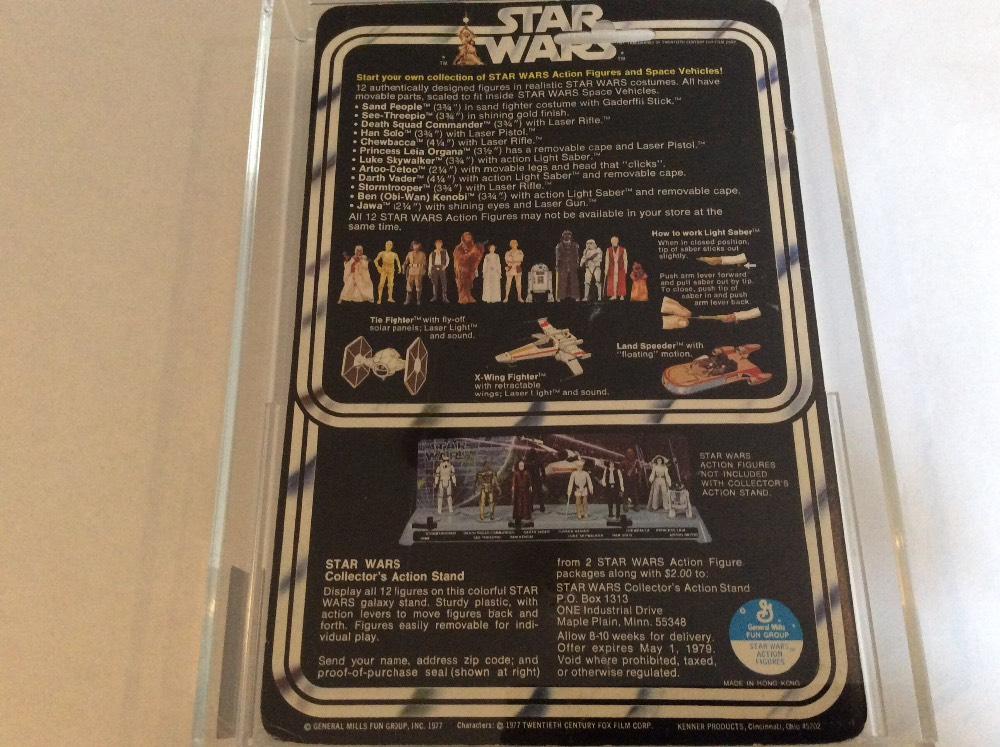 STAR
WARS
TM TM
Start your own collection of STAR WARS Action Figures and Space Vehicles!
12 authentically designed figures in realistic STAR WARS costumes. All have
movable parts, scaled to fit inside STAR WARS Space Vehicles.
• Sand People™ (3¾") in sand fighter costume with Gaderffii Stick.™
• See-Threepio™ (3¾") in shining gold finish.
• Death Squad Commander™ (3¾") with Laser Rifle.™
• Han Solo™ (3¾") with Laser Pistol.™
• Chewbacca™ (4¼") with Laser Rifle.™
• Princess Leia Organa™ (3½") has a removable cape and Laser Pistol.™
• Luke Skywalker™ (3¾") with action Light Saber.™
• Artoo-Detoo™ (2¼") with movable legs and head that "clicks".
• Darth Vader™ (4¼") with action Light Saber™ and removable cape.
• Stormtrooper™ (3¾") with Laser Rifle.™
• Ben (Obi-Wan) Kenobi™ (3¾") with action Light Saber™ and removable cape.
• Jawa™ (2¼") with shining eyes and Laser Gun.™
All 12 STAR WARS Action Figures may not be available in your store at the
same time.
How to work Light Saber™
When in closed position,
tip of saber sticks out
slightly.
Push arm lever forward
and pull saber out by tip.
To close, push tip of
saber in and push
arm lever back.
Tie Fighter™ with fly-off
solar panels; Laser Light™
and sound.
X-Wing Fighter™
with retractable
wings; Laser Light™ and sound.
Land Speeder™ with
"floating" motion.
STAR
WARS
STAR WARS
ACTION FIGURES
NOT INCLUDED
WITH COLLECTOR'S
ACTION STAND.
STAR WARS
Collector's Action Stand
Display all 12 figures on this colorful STAR
WARS galaxy stand. Sturdy plastic, with
action levers to move figures back and
forth. Figures easily removable for indi-
vidual play.
Send your name, address zip code; and
proof-of-purchase seal (shown at right)
from 2 STAR WARS Action Figure
packages along with $2.00 to:
STAR WARS Collector's Action Stand
P.O. Box 1313
ONE Industrial Drive
Maple Plain, Minn. 55348
Allow 8-10 weeks for delivery.
Offer expires May 1, 1979.
Void where prohibited, taxed,
or otherwise regulated.
General Mills
FUN GROUP
STAR WARS
ACTION
FIGURES
MADE IN HONG KONG
© GENERAL MILLS FUN GROUP, INC. 1977 Characters: © 1977 TWENTIETH CENTURY FOX FILM CORP. KENNER PRODUCTS, Cincinnati, Ohio 45202